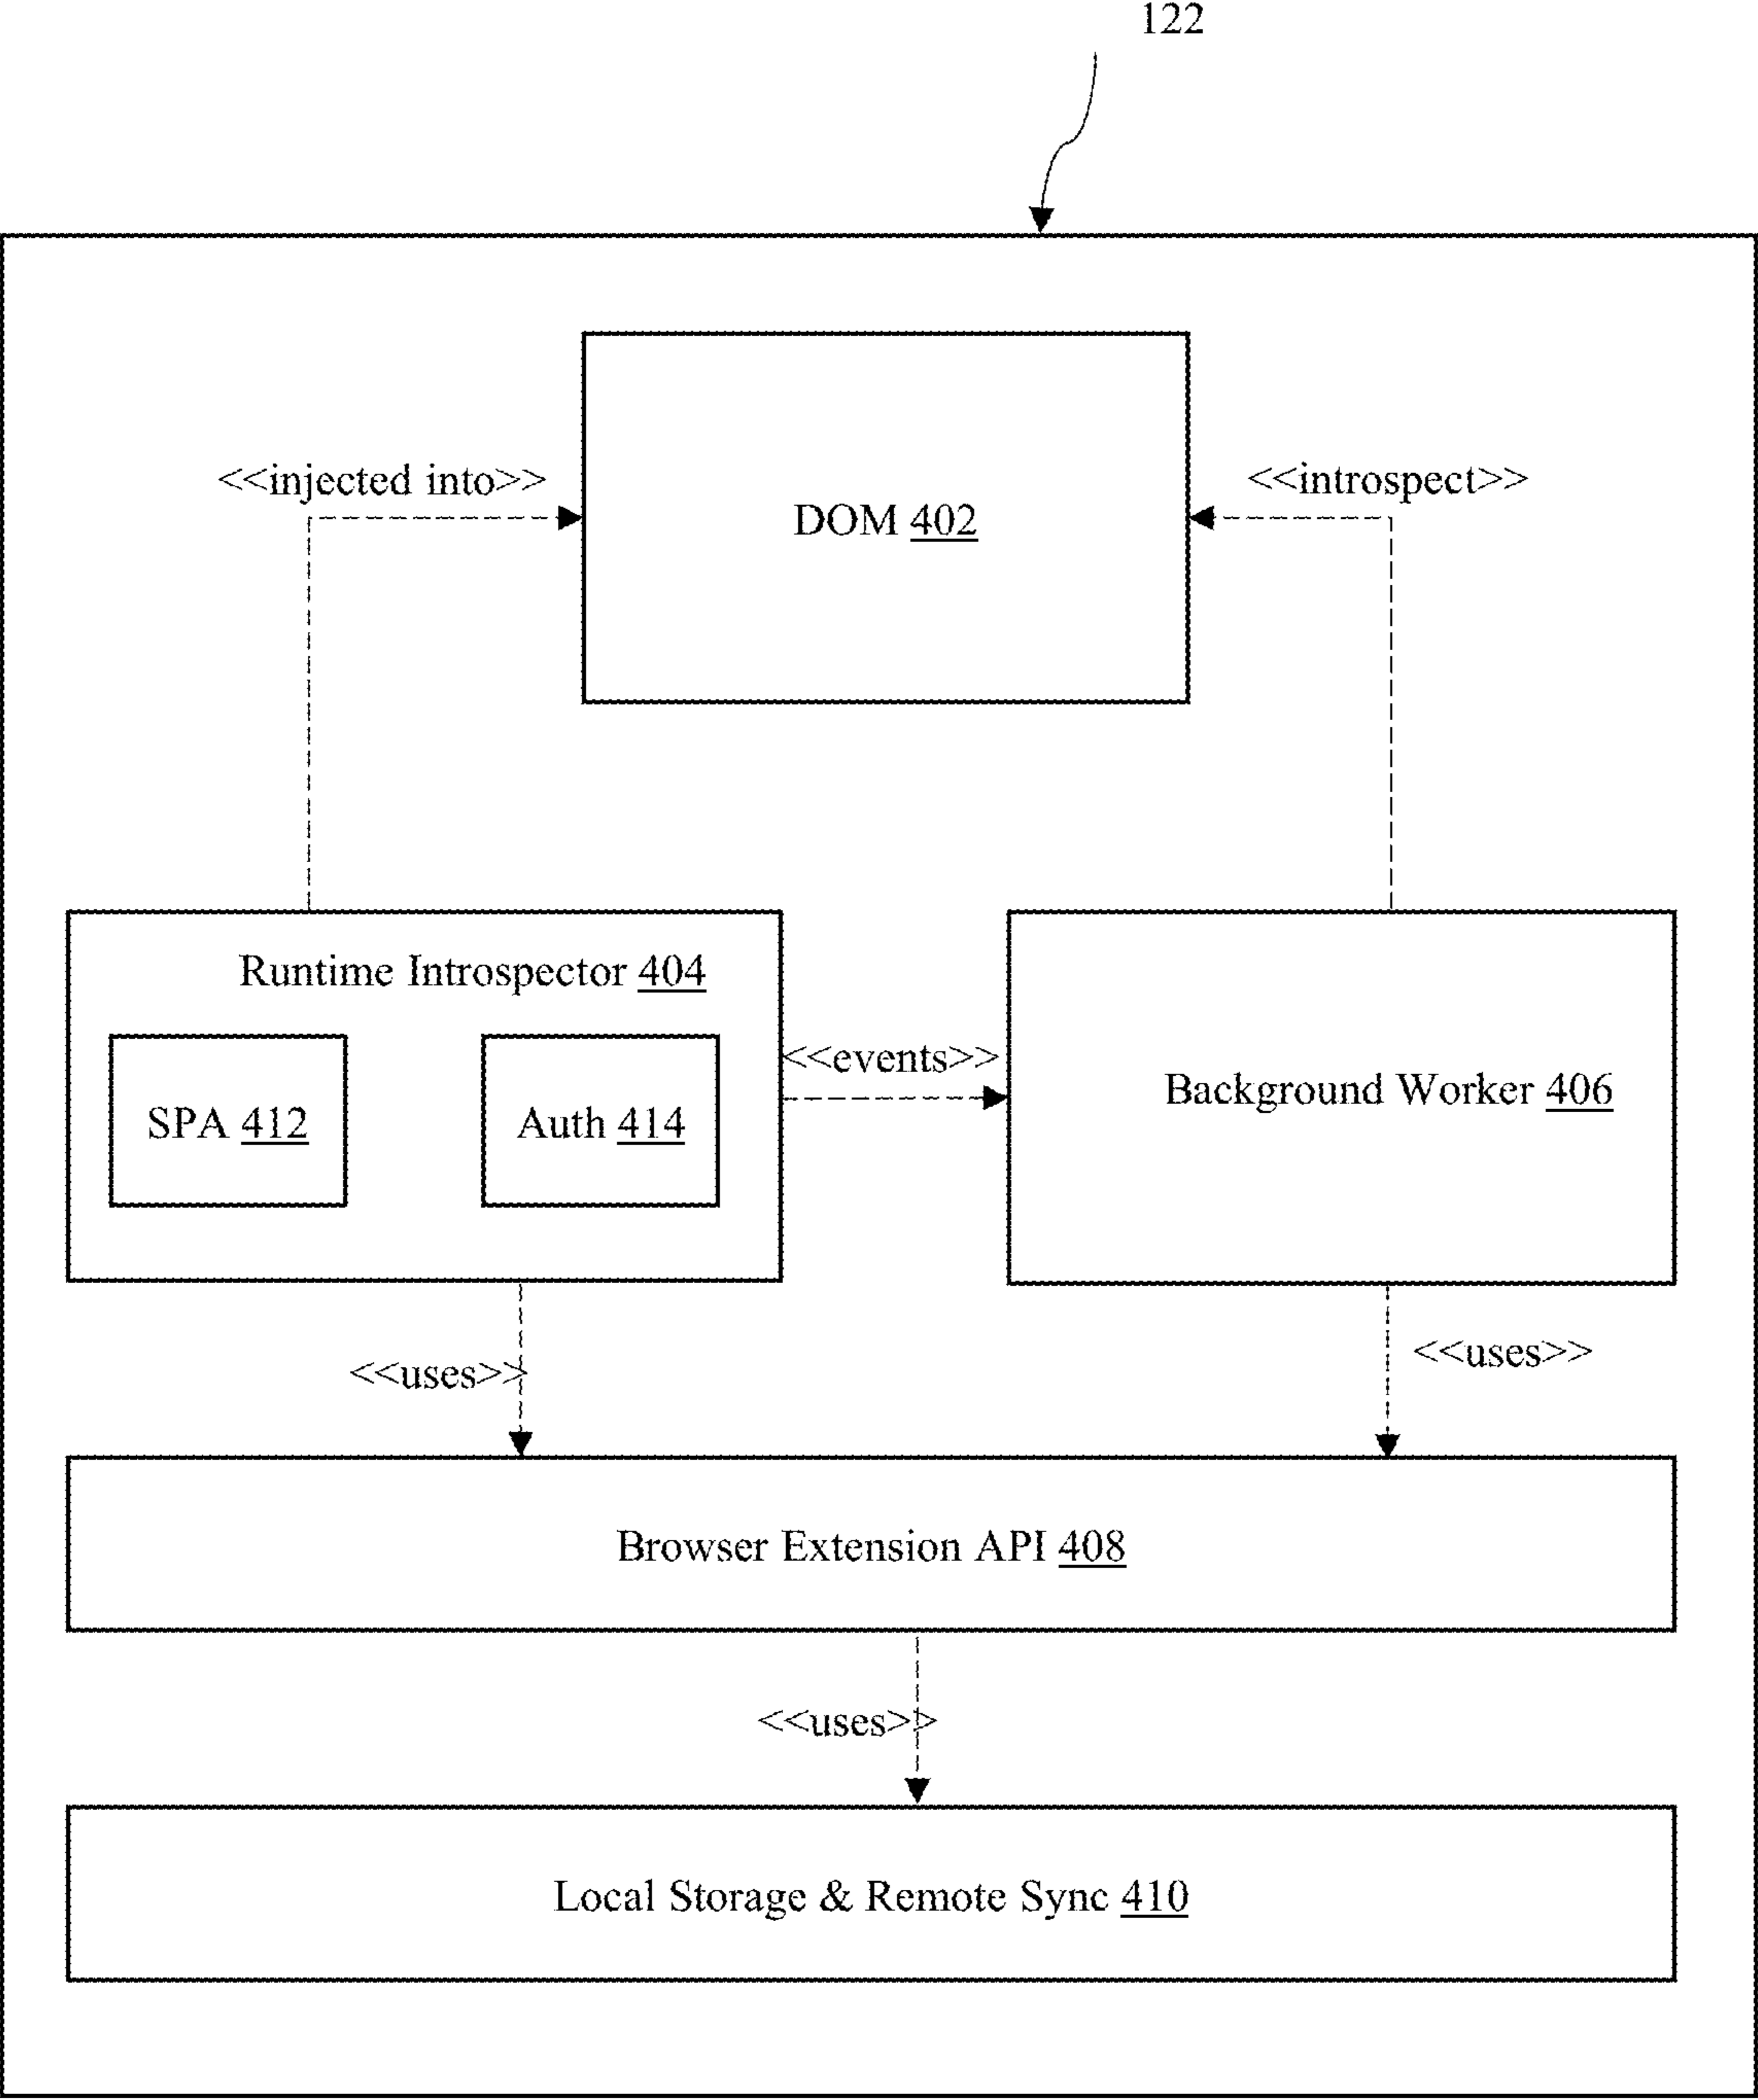 122
<<injected into>>
<<introspect>>
DOM 402
Runtime Introspector 404
SPA 412
Auth 414
<<events>>
Background Worker 406
<<uses>>
<<uses>>
Browser Extension API 408
<<uses>>
Local Storage & Remote Sync 410